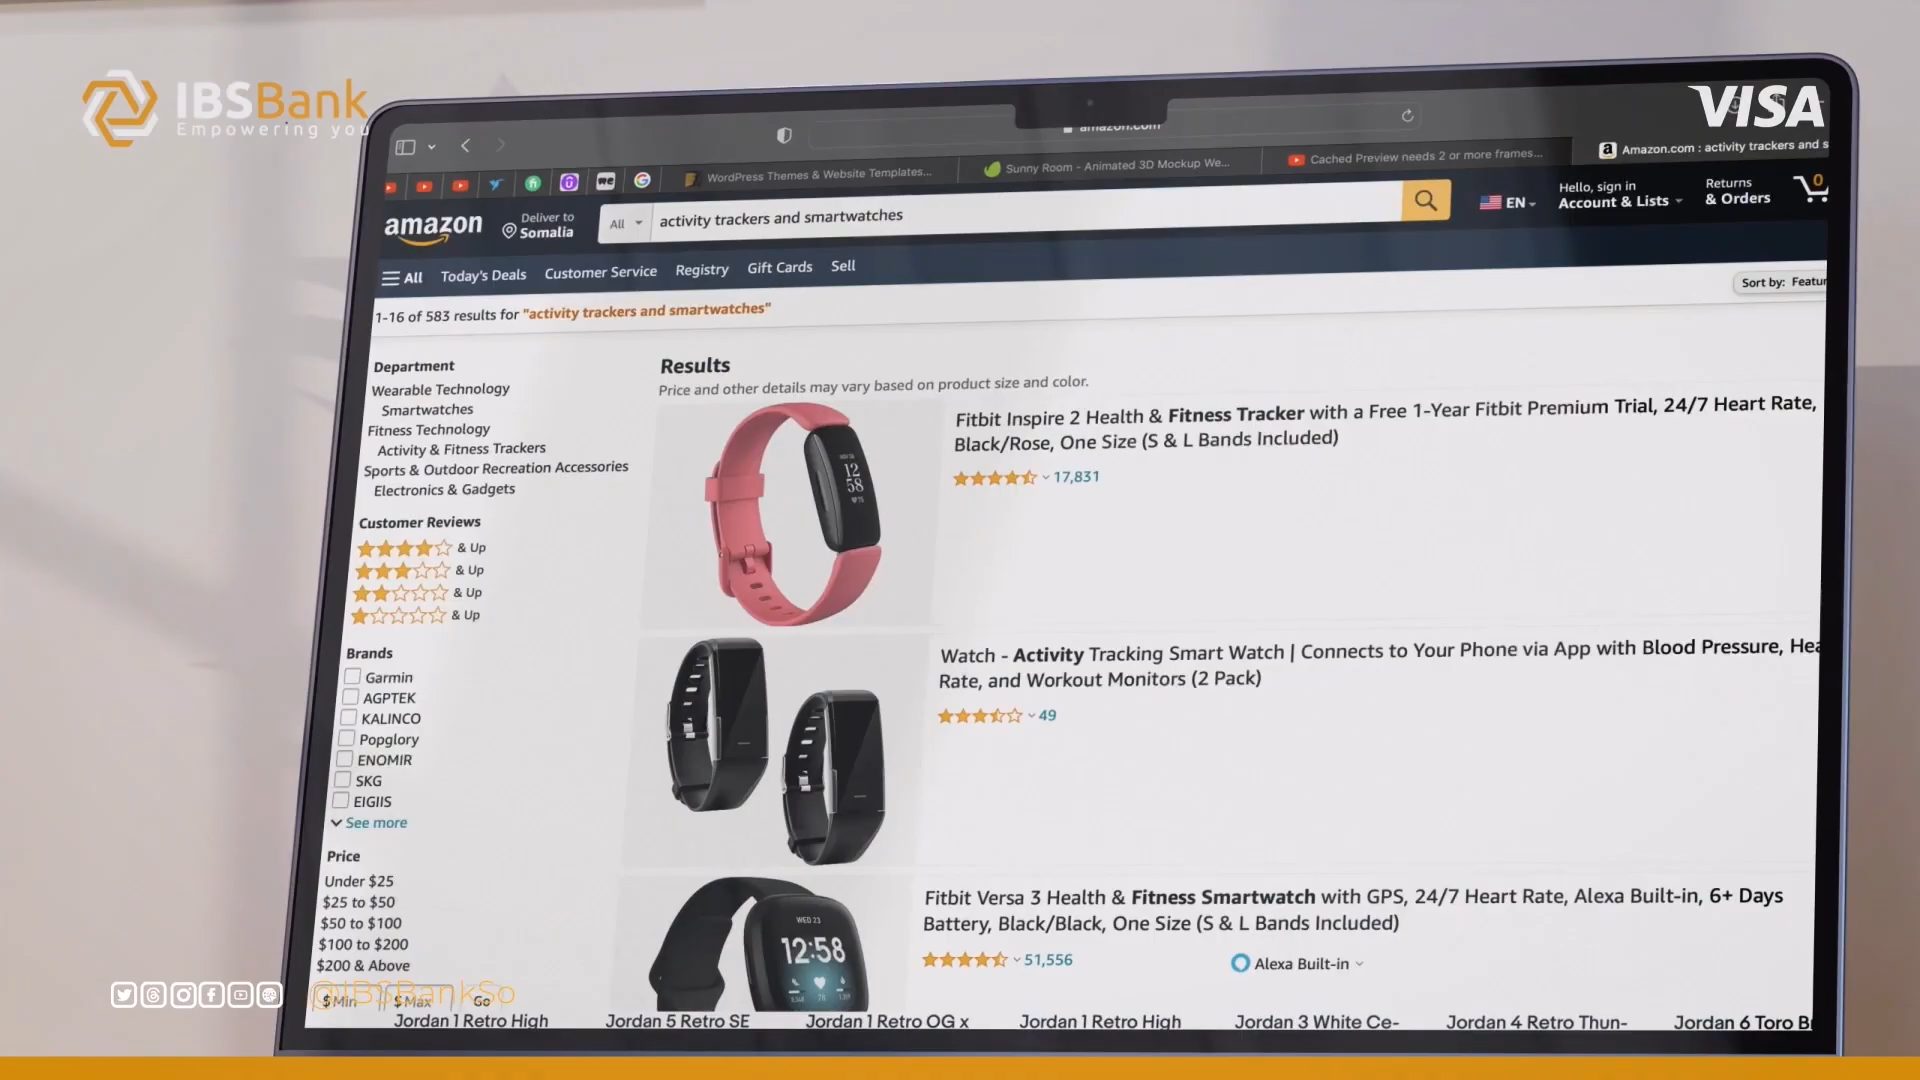 IBSBank
Empowering you
VISA
amazon.com
WordPress Themes & Website Templates...
Sunny Room - Animated 3D Mockup We...
Cached Preview needs 2 or more frames...
Amazon.com : activity trackers and s
amazon
Deliver to
Somalia
All
activity trackers and smartwatches
EN
Hello, sign in
Account & Lists
Returns
& Orders
0
All
Today's Deals
Customer Service
Registry
Gift Cards
Sell
1-16 of 583 results for "activity trackers and smartwatches"
Sort by: Featur
Department
Wearable Technology
Smartwatches
Fitness Technology
Activity & Fitness Trackers
Sports & Outdoor Recreation Accessories
Electronics & Gadgets
Customer Reviews
& Up
& Up
& Up
& Up
Brands
Garmin
AGPTEK
KALINCO
Popglory
ENOMIR
SKG
EIGIIS
See more
Price
Under $25
$25 to $50
$50 to $100
$100 to $200
$200 & Above
$ Min
$ Max
Go
Results
Price and other details may vary based on product size and color.
12
58
Fitbit Inspire 2 Health & Fitness Tracker with a Free 1-Year Fitbit Premium Trial, 24/7 Heart Rate,
Black/Rose, One Size (S & L Bands Included)
17,831
Watch - Activity Tracking Smart Watch | Connects to Your Phone via App with Blood Pressure, Hea
Rate, and Workout Monitors (2 Pack)
49
WED 23
12:58
Fitbit Versa 3 Health & Fitness Smartwatch with GPS, 24/7 Heart Rate, Alexa Built-in, 6+ Days
Battery, Black/Black, One Size (S & L Bands Included)
51,556
Alexa Built-in
@IBSBankSo
Jordan 1 Retro High
Jordan 5 Retro SE
Jordan 1 Retro OG x
Jordan 1 Retro High
Jordan 3 White Ce-
Jordan 4 Retro Thun-
Jordan 6 Toro B